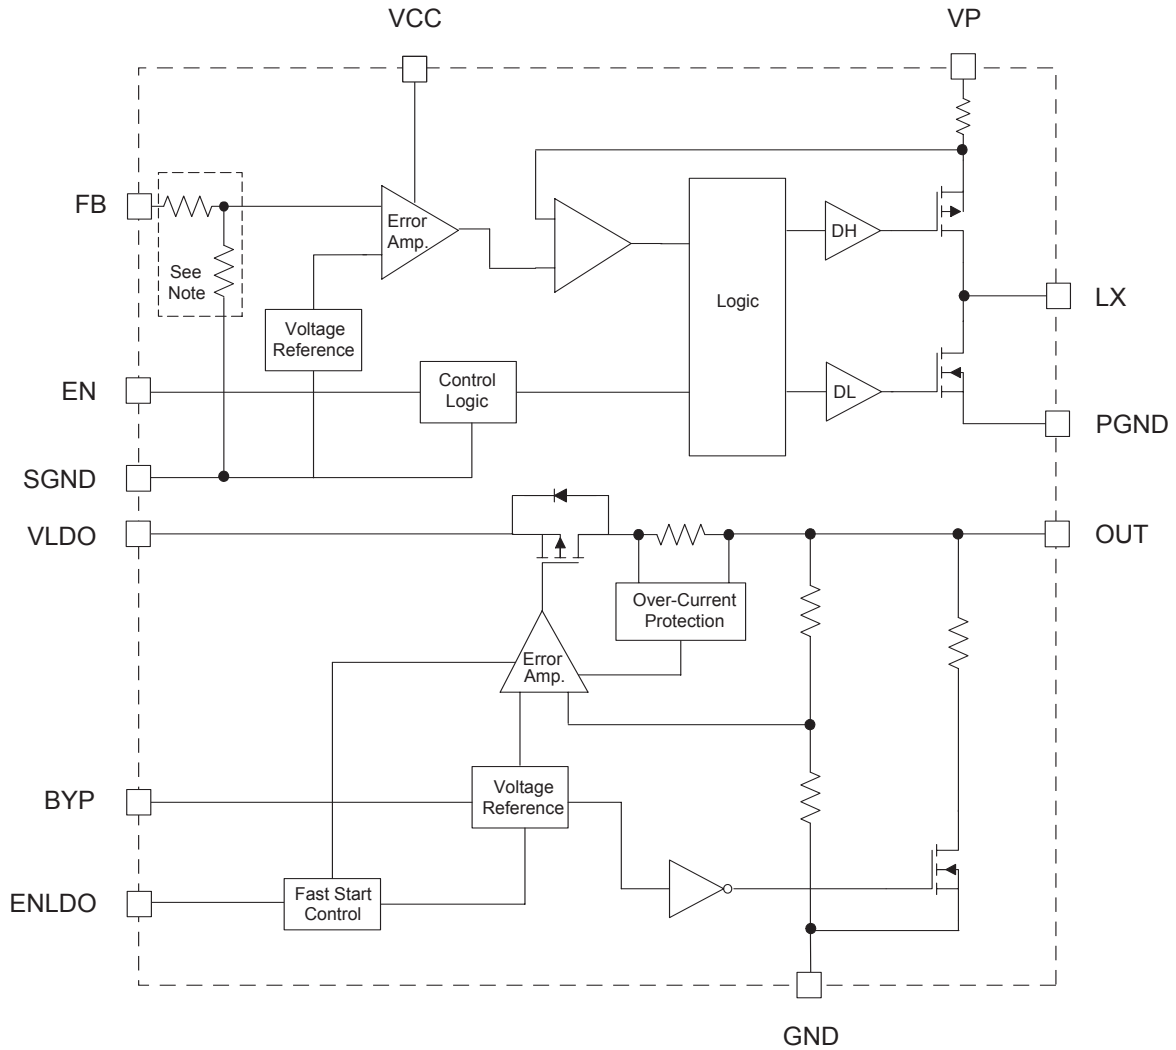 VCC
VP
FB
Error
Amp.
DH
See
Note
Logic
LX
Voltage
Reference
EN
Control
Logic
DL
PGND
SGND
VLDO
OUT
Over-Current
Protection
Error
Amp.
BYP
Voltage
Reference
ENLDO
Fast Start
Control
GND